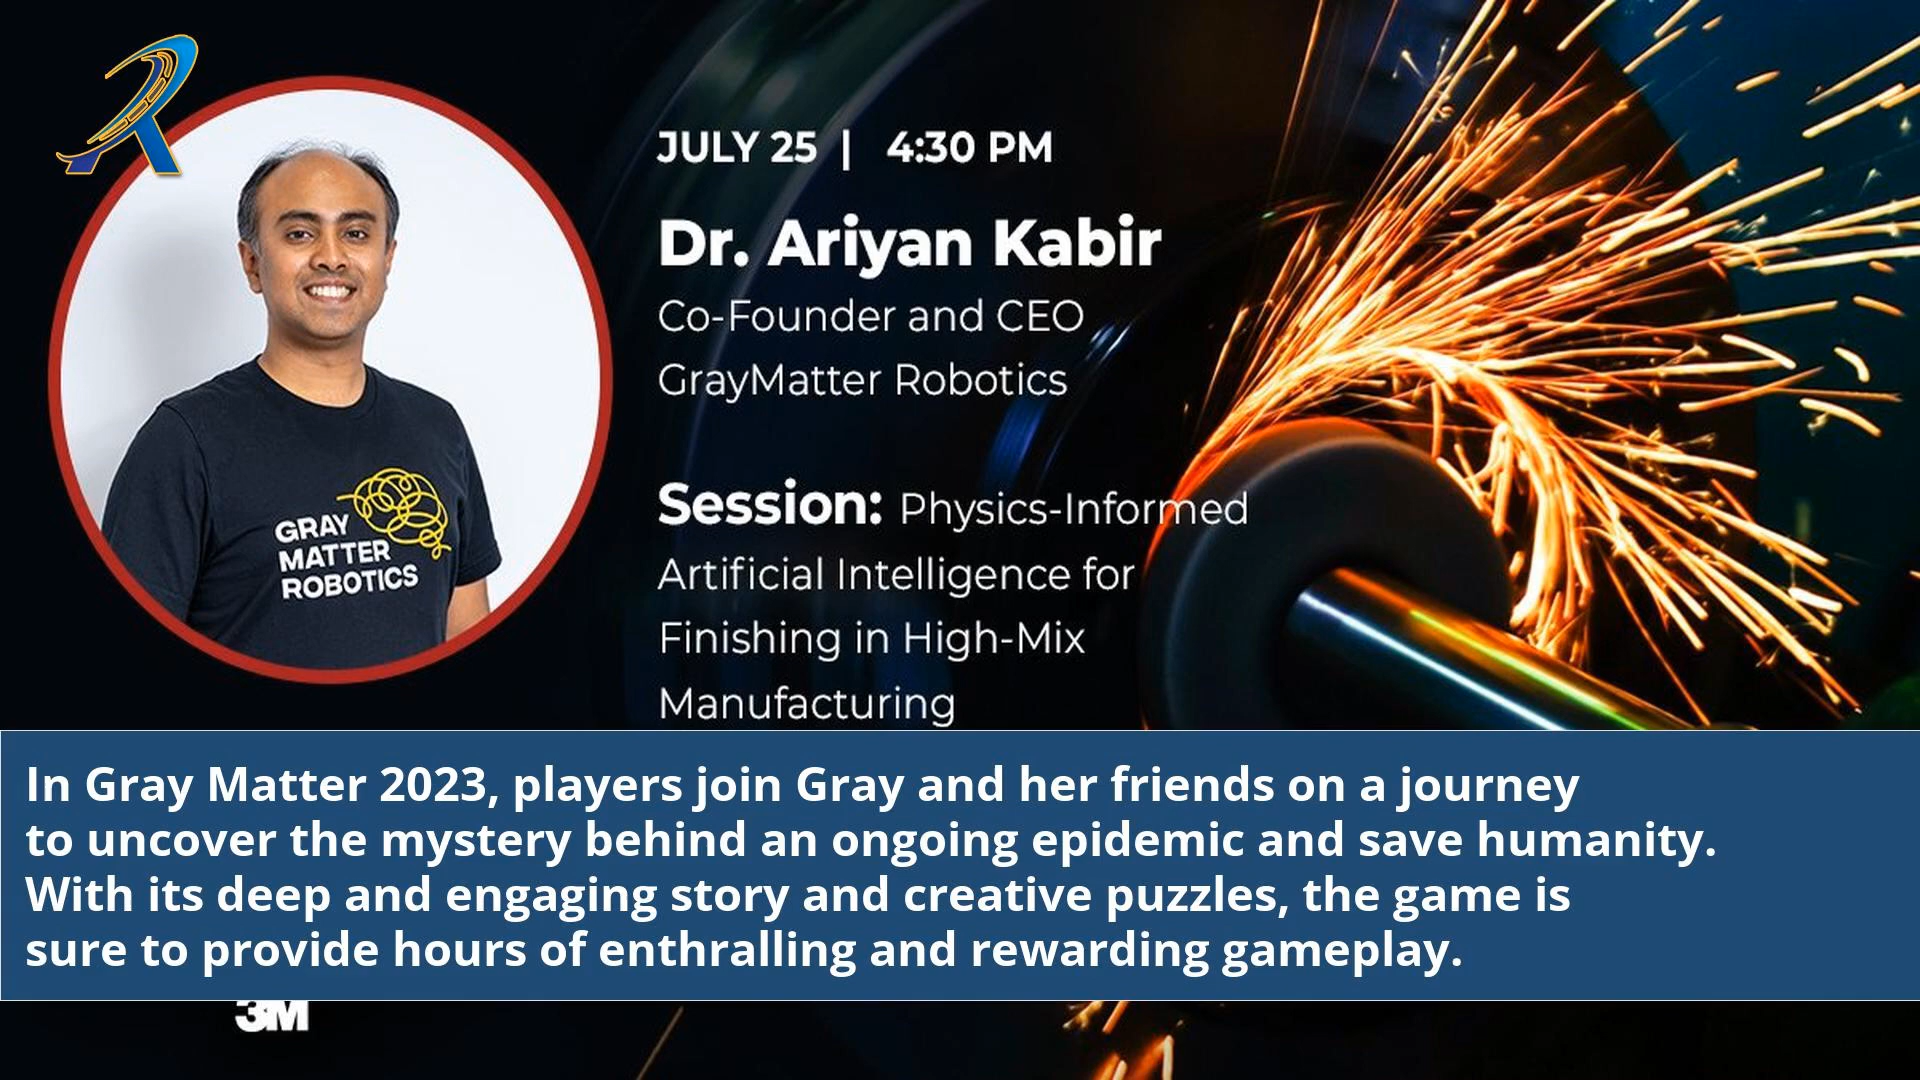 JULY 25 | 4:30 PM
Dr. Ariyan Kabir
Co-Founder and CEO
GrayMatter Robotics
Session: Physics-Informed
Artificial Intelligence for
Finishing in High-Mix
Manufacturing
GRAY
MATTER
ROBOTICS
In Gray Matter 2023, players join Gray and her friends on a journey
to uncover the mystery behind an ongoing epidemic and save humanity.
With its deep and engaging story and creative puzzles, the game is
sure to provide hours of enthralling and rewarding gameplay.
3M